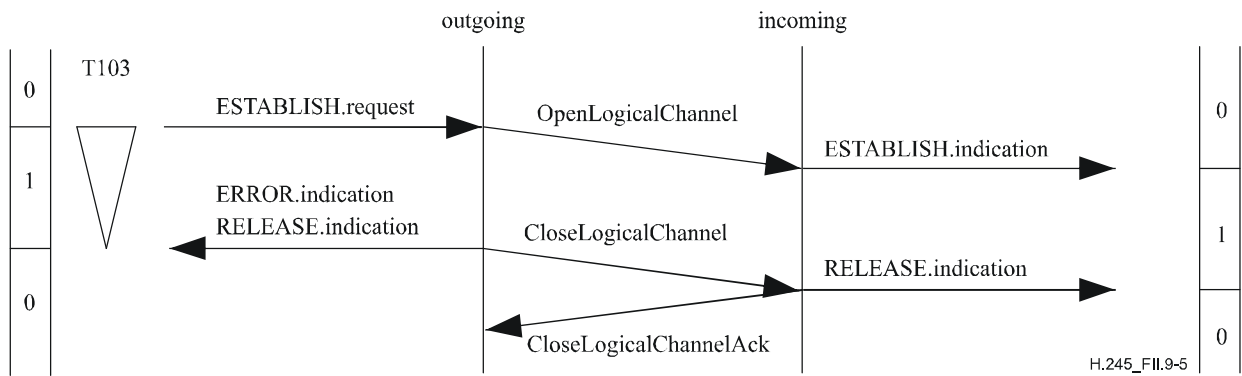 outgoing
incoming
T103
0
ESTABLISH.request
OpenLogicalChannel
0
ESTABLISH.indication
1
ERROR.indication
RELEASE.indication
CloseLogicalChannel
1
RELEASE.indication
0
CloseLogicalChannelAck
0
H.245_FII.9-5